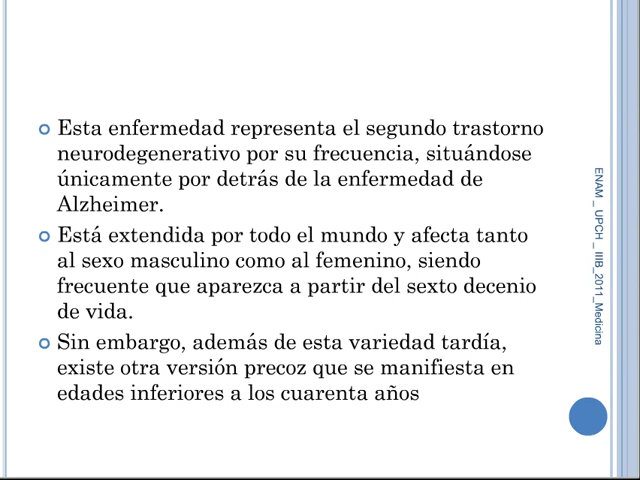 Esta enfermedad representa el segundo trastorno
neurodegenerativo por su frecuencia, situándose
únicamente por detrás de la enfermedad de
Alzheimer.
Está extendida por todo el mundo y afecta tanto
al sexo masculino como al femenino, siendo
frecuente que aparezca a partir del sexto decenio
de vida.
Sin embargo, además de esta variedad tardía,
existe otra versión precoz que se manifiesta en
edades inferiores a los cuarenta años
ENAM _ UPCH _ IIIB_2011_Medicina